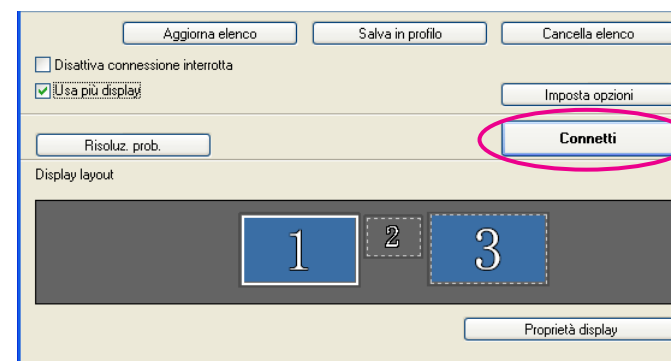 Aggiorna elenco Salva in profilo Cancella elenco
Disattiva connessione interrotta
Usa più display
Imposta opzioni
Connetti
Risoluz. prob.
Display layout
1 2 3
Proprietà display